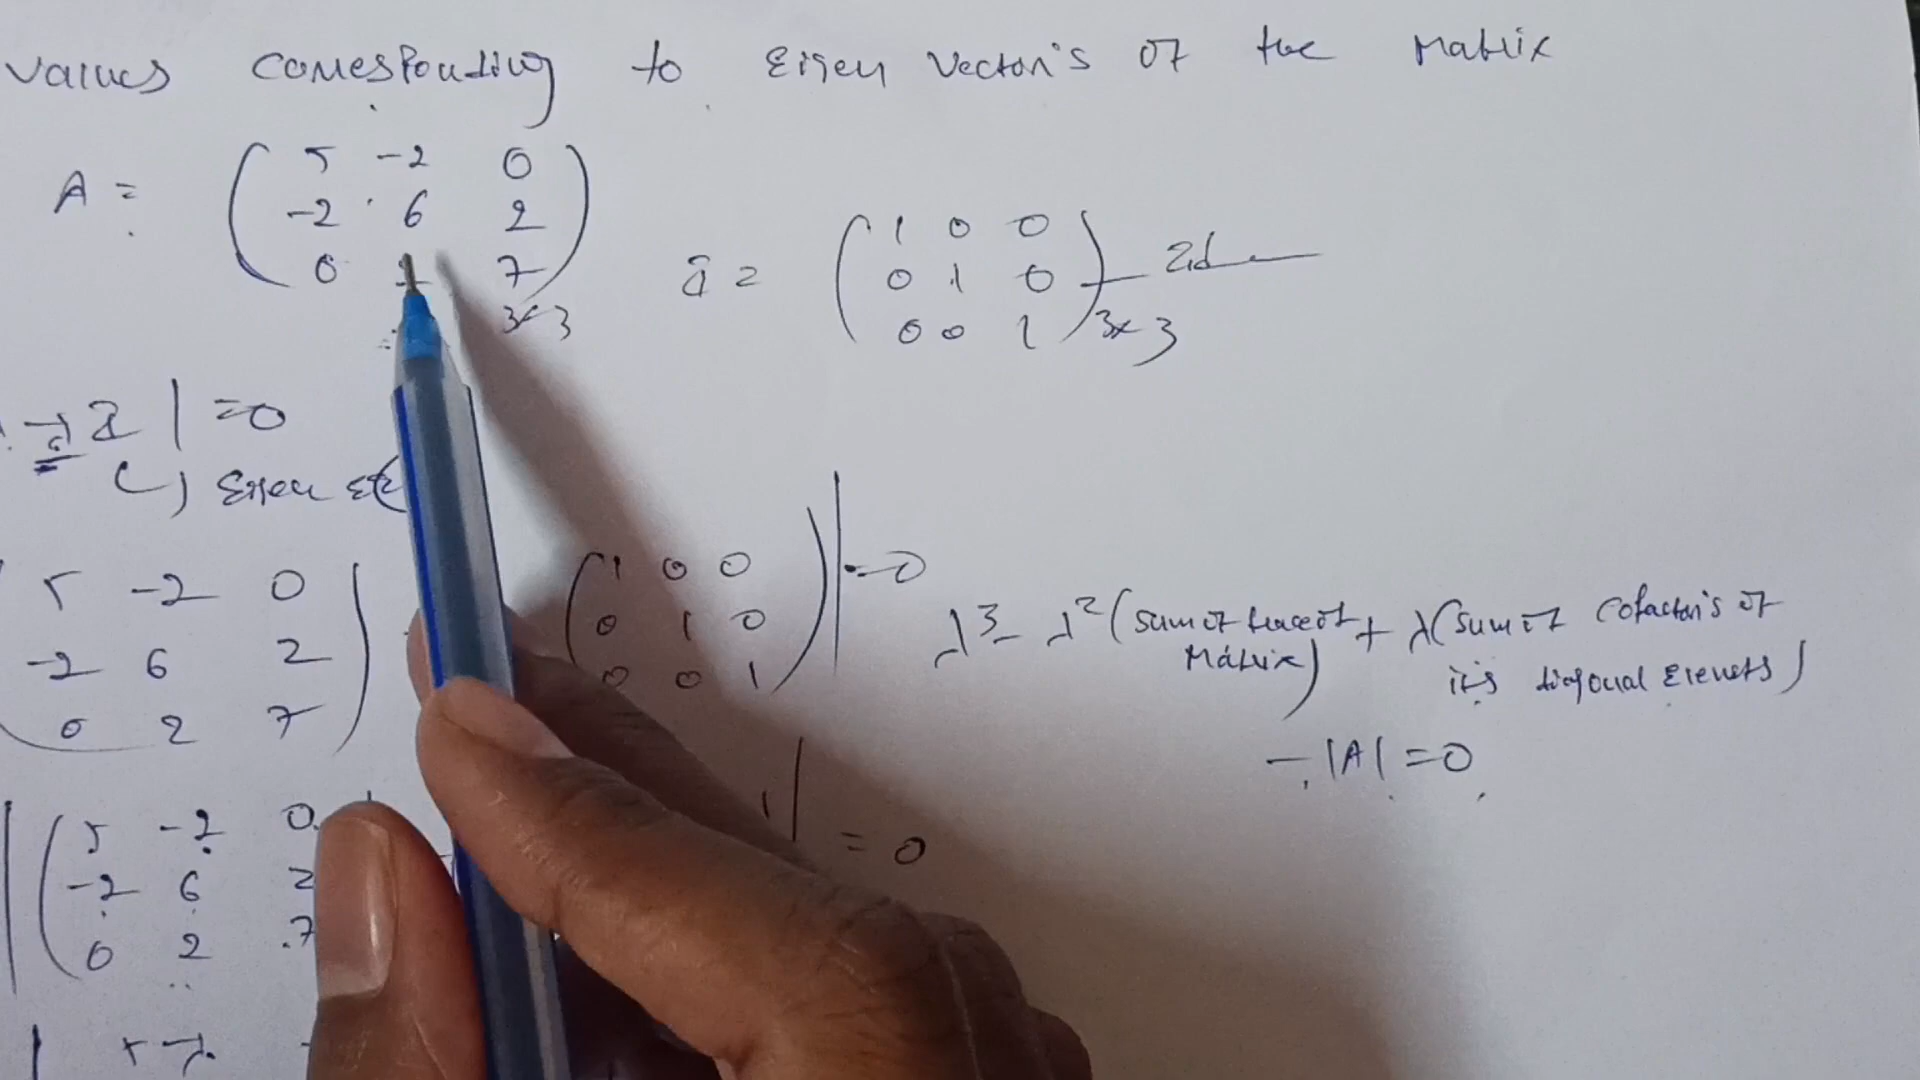 values corresponding to Eigen Vector's of the Matrix
A = ( 5 -2 0
-2 6 2
0 2 7 ) 3×3
I = ( 1 0 0
0 1 0
0 0 1 ) 3×3
-λI | = 0
5 -2 0
-2 6 2
0 2 7 )
( 1 0 0
0 1 0
0 0 1 ) | = 0
λ³ - λ² (sum of trace of Matrix) + λ (sum of cofactor's of
its diagonal Elements)
- |A| = 0
| ( 5 -2 0
-2 6 2
0 2 7
| = 0
5-λ